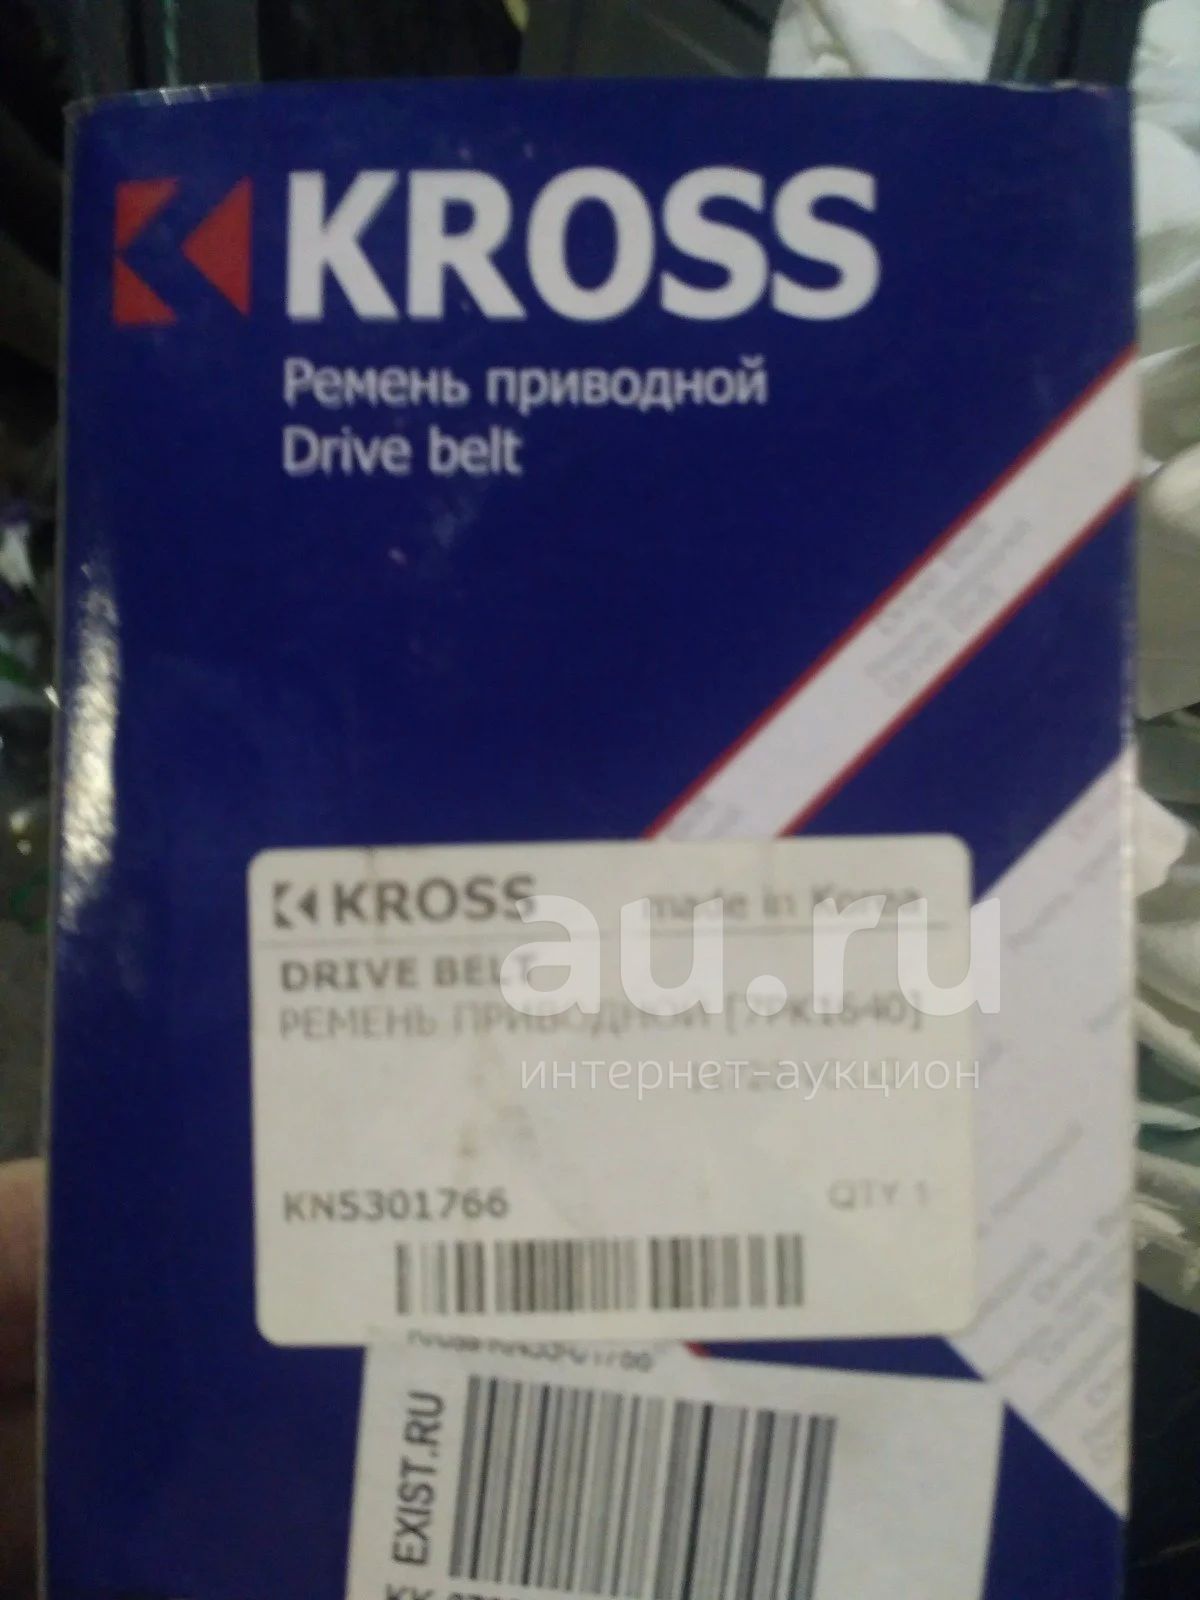 KROSS
Ремень приводной
Drive belt
KROSS made in Korea
DRIVE BELT
РЕМЕНЬ ПРИВОДНОЙ [7PK1640]
au.ru
интернет-аукцион
KN5301766 QTY 1
EXIST.RU